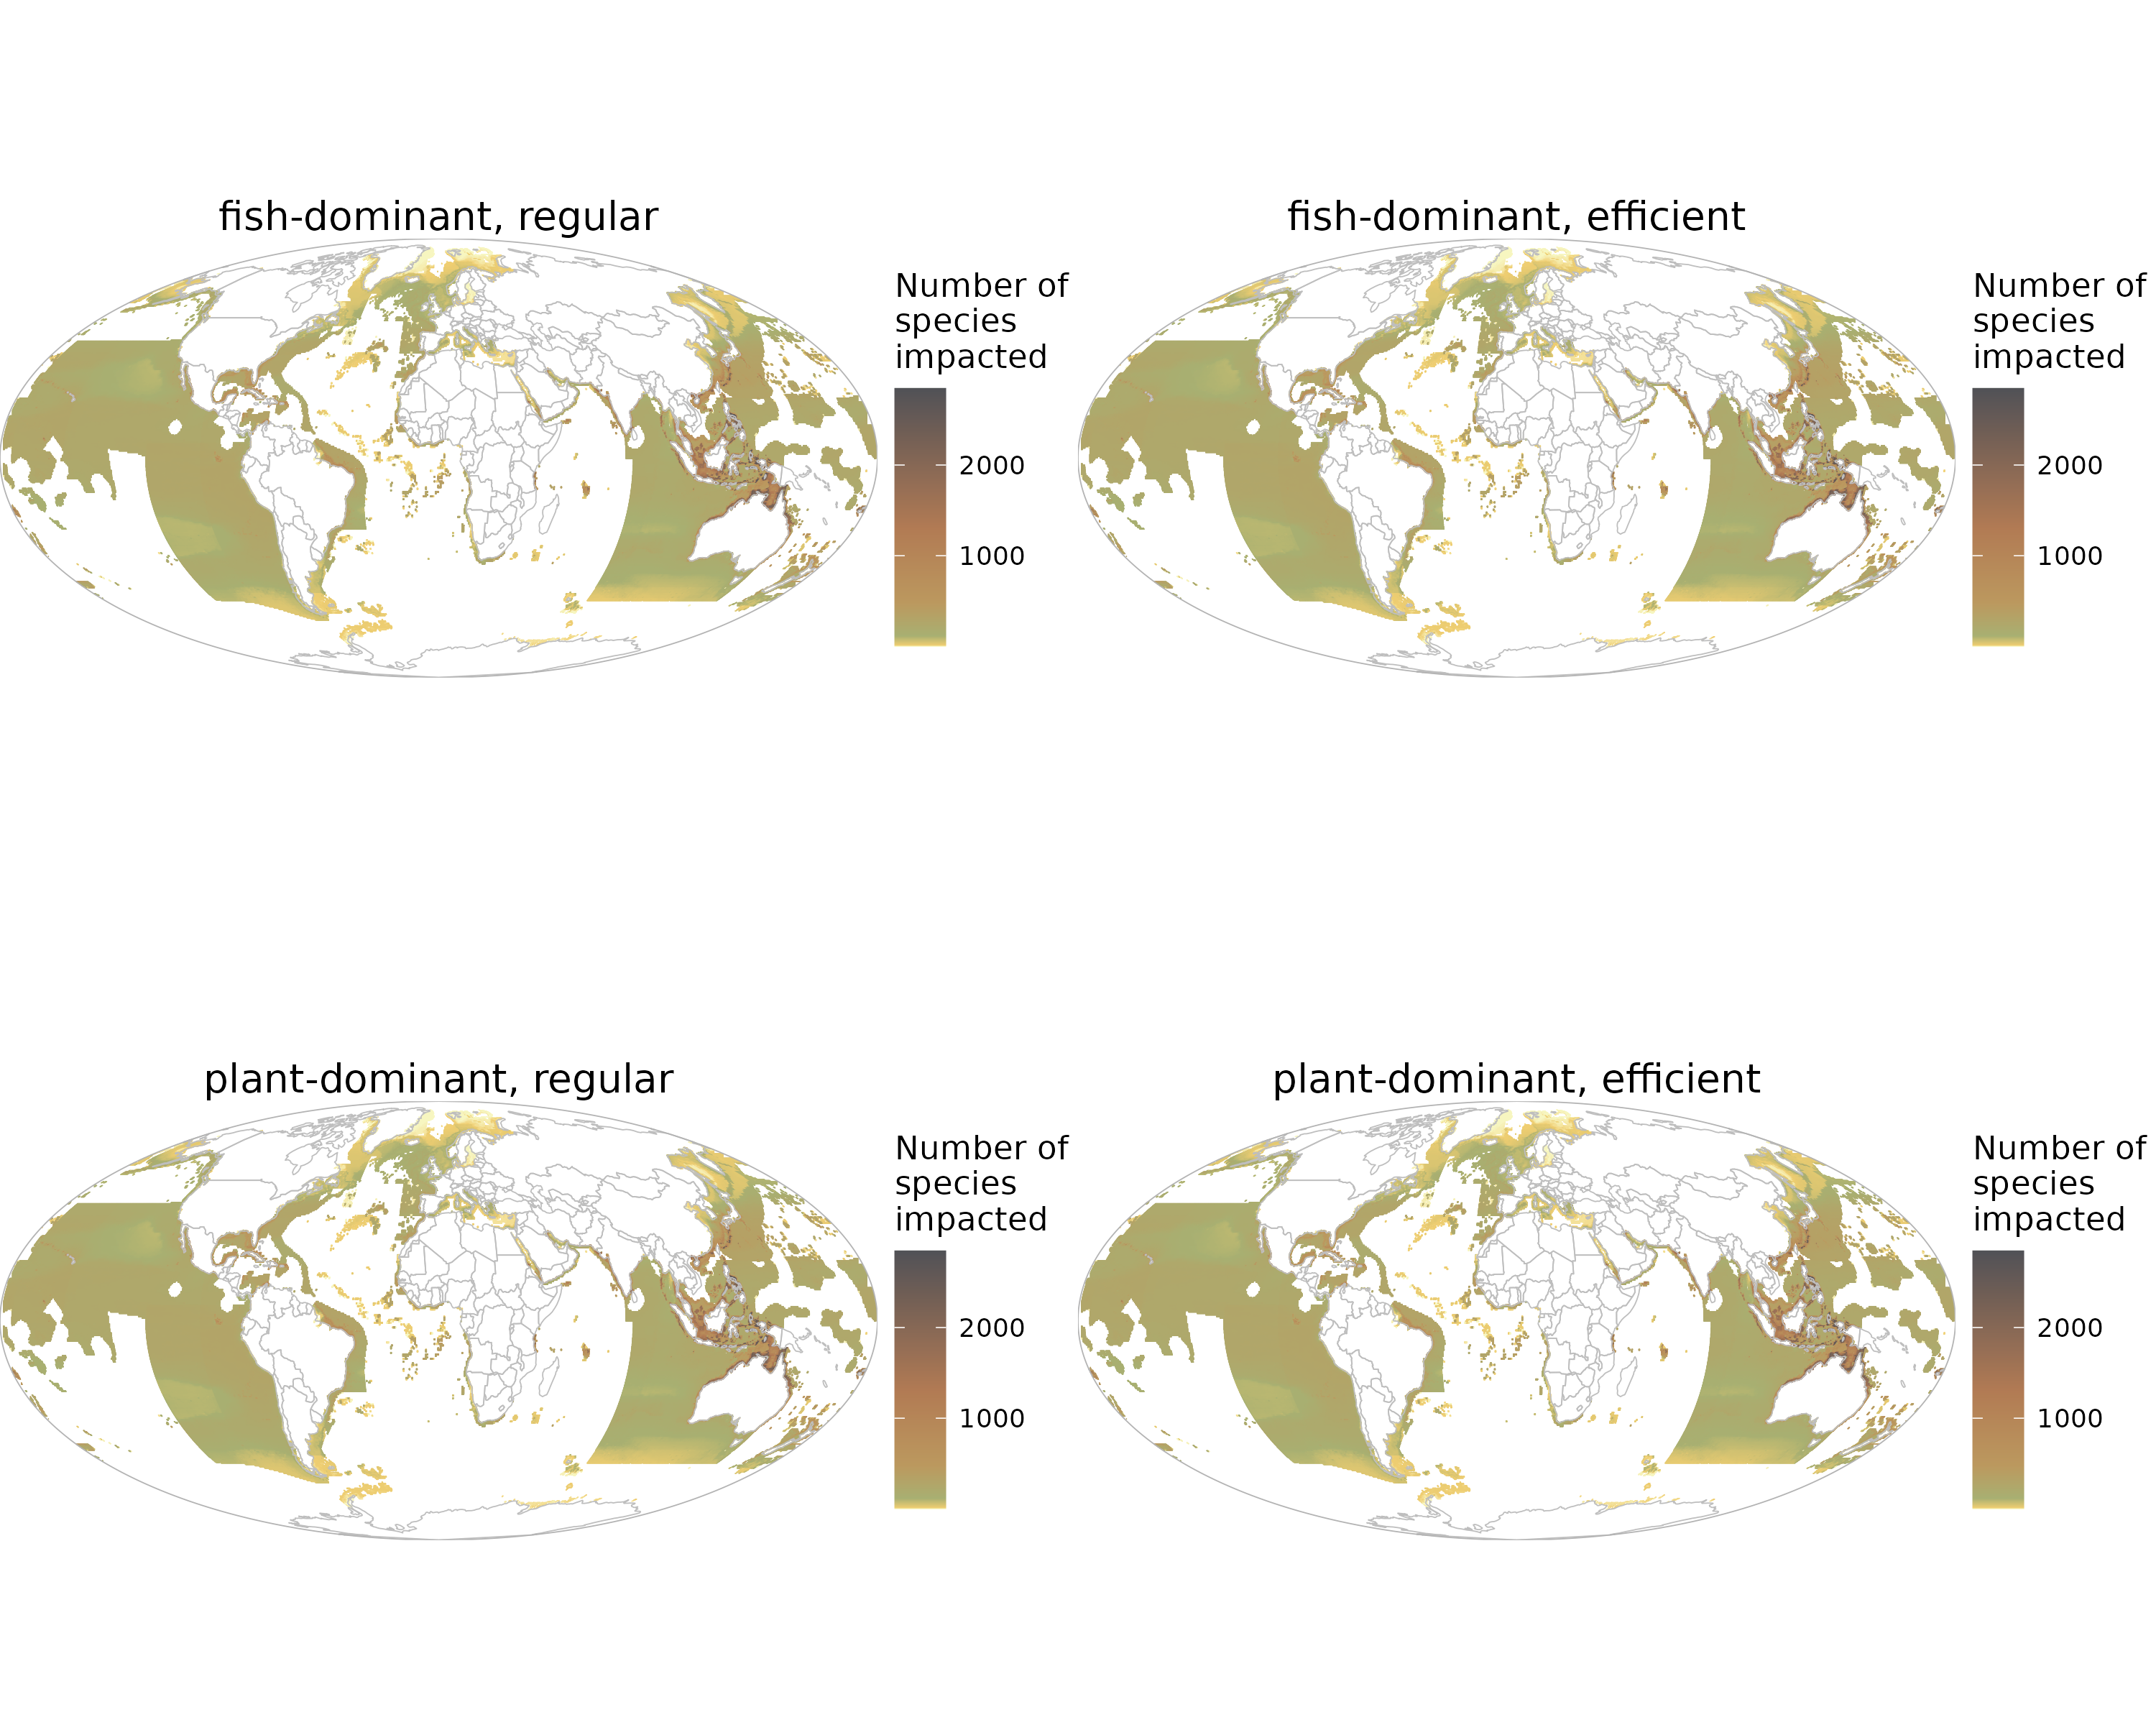 fish-dominant, regular
Number of
species
impacted
2000
1000
fish-dominant, efficient
Number of
species
impacted
2000
1000
plant-dominant, regular
Number of
species
impacted
2000
1000
plant-dominant, efficient
Number of
species
impacted
2000
1000